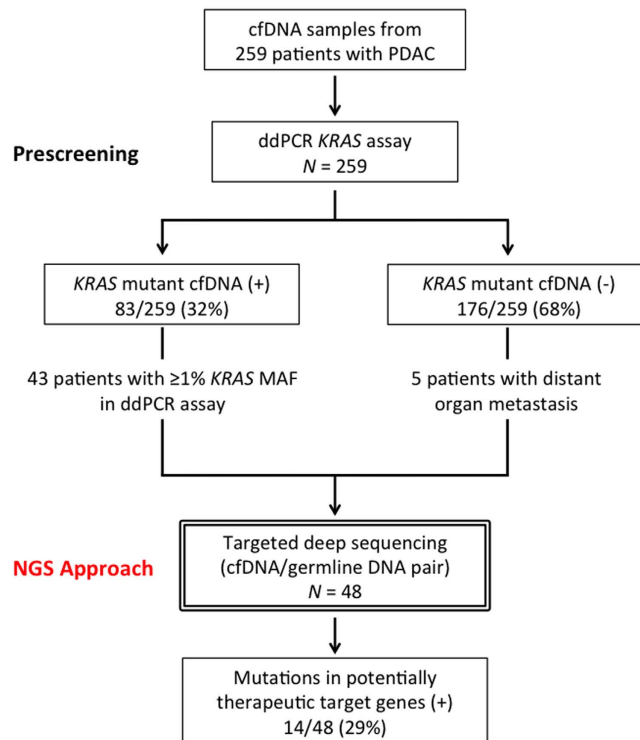 cfDNA samples from
259 patients with PDAC
Prescreening
ddPCR KRAS assay
N = 259
KRAS mutant cfDNA (+)
83/259 (32%)
KRAS mutant cfDNA (-)
176/259 (68%)
43 patients with ≥1% KRAS MAF
in ddPCR assay
5 patients with distant
organ metastasis
NGS Approach
Targeted deep sequencing
(cfDNA/germline DNA pair)
N = 48
Mutations in potentially
therapeutic target genes (+)
14/48 (29%)